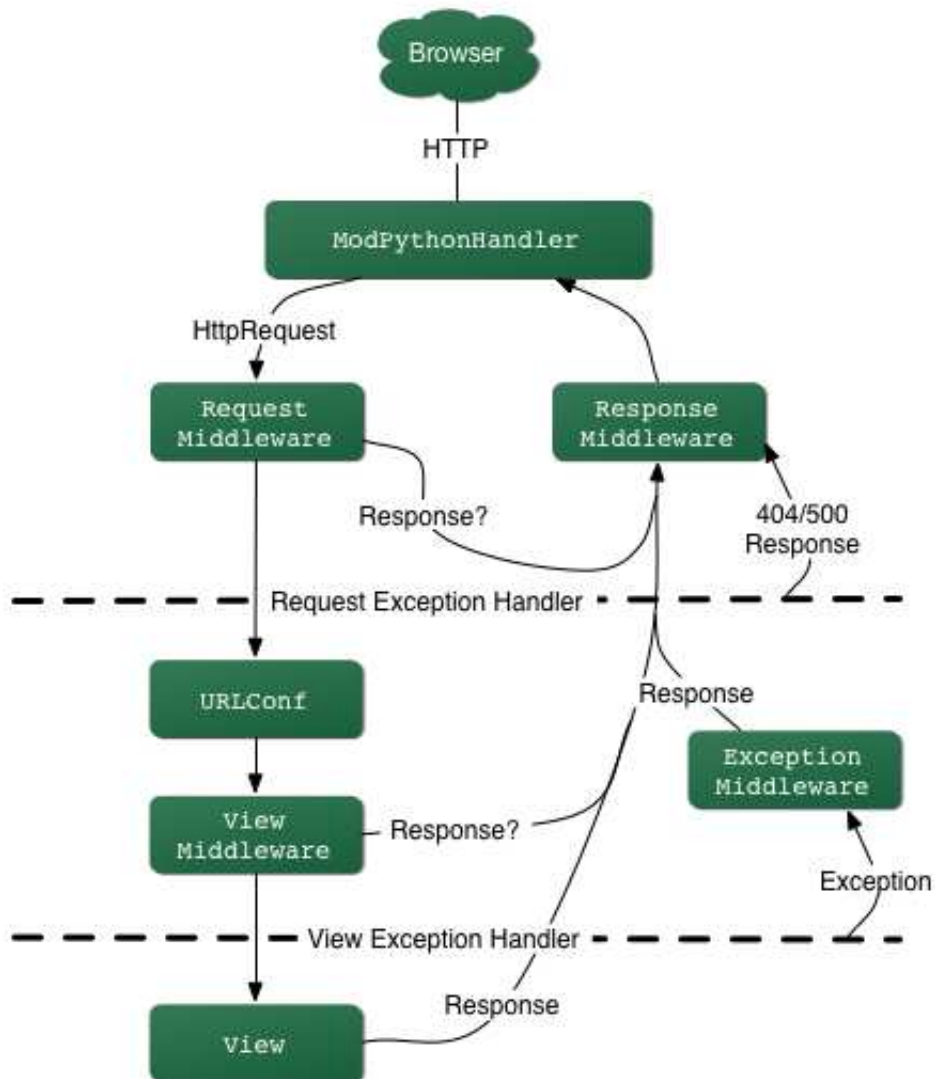 Browser
HTTP
ModPythonHandler
HttpRequest
Request
Middleware
Response
Middleware
Response?
404/500
Response
Request Exception Handler
URLConf
Response
Exception
Middleware
View
Middleware
Response?
Exception
View Exception Handler
Response
View